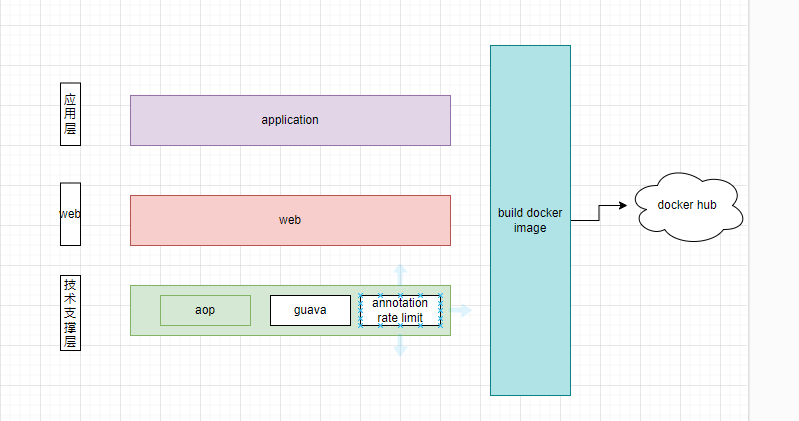 应
用
层
application
web
web
技
术
支
撑
层
aop
guava
annotation
rate limit
build docker
image
docker hub